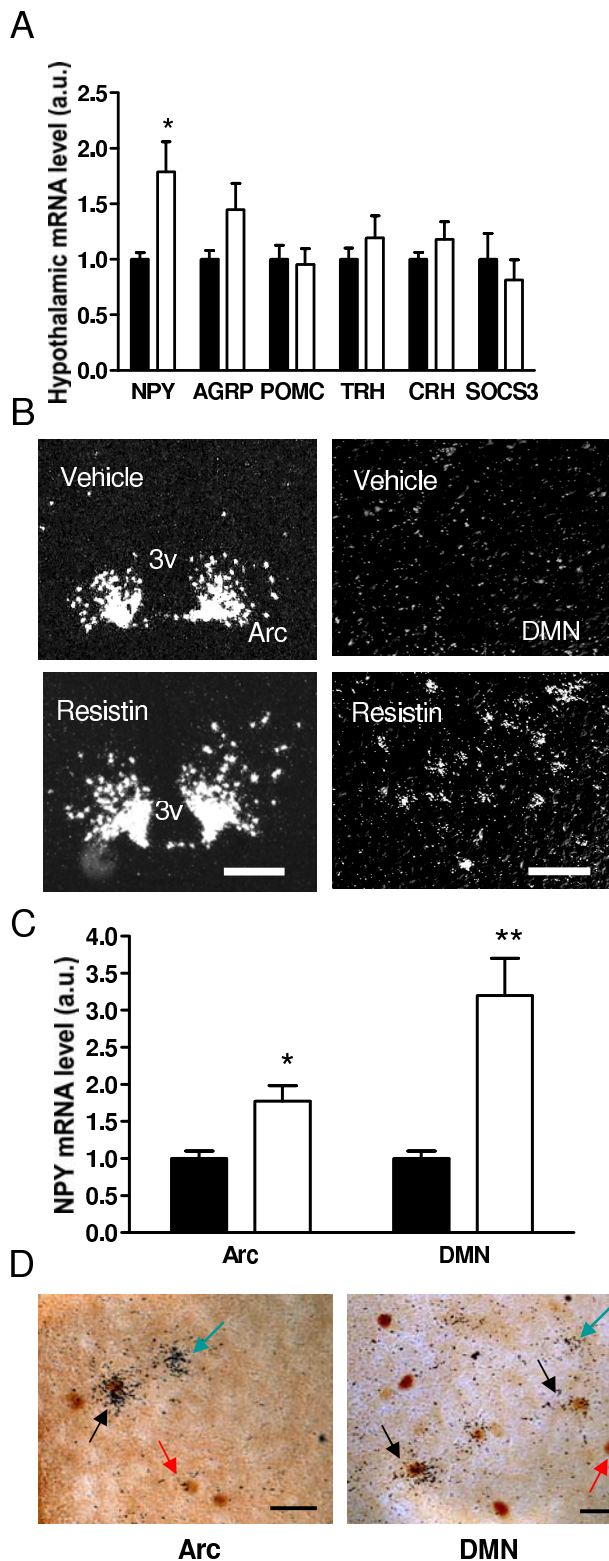 A
Hypothalamic mRNA level (a.u.)
2.5
2.0
1.5
1.0
0.5
0.0
*
NPY AGRP POMC TRH CRH SOCS3
B
Vehicle
3v
Arc
Vehicle
DMN
Resistin
3v
Resistin
C
NPY mRNA level (a.u.)
4.0
3.5
3.0
2.5
2.0
1.5
1.0
0.5
0.0
*
**
Arc DMN
D
Arc DMN